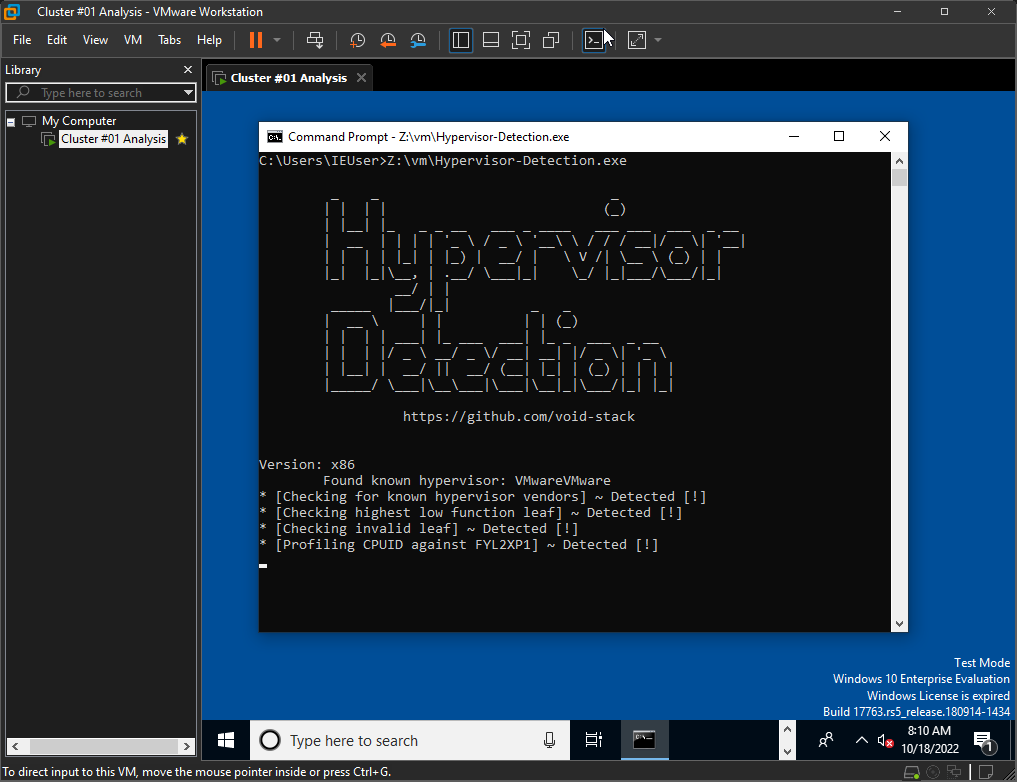 Cluster #01 Analysis - VMware Workstation
File Edit View VM Tabs Help
Library
Type here to search
My Computer
Cluster #01 Analysis
Cluster #01 Analysis
Command Prompt - Z:\vm\Hypervisor-Detection.exe
C:\Users\IEUser>Z:\vm\Hypervisor-Detection.exe
Hypervisor
Detection
https://github.com/void-stack
Version: x86
Found known hypervisor: VMwareVMware
* [Checking for known hypervisor vendors] ~ Detected [!]
* [Checking highest low function leaf] ~ Detected [!]
* [Checking invalid leaf] ~ Detected [!]
* [Profiling CPUID against FYL2XP1] ~ Detected [!]
Test Mode
Windows 10 Enterprise Evaluation
Windows License is expired
Build 17763.rs5_release.180914-1434
Type here to search
8:10 AM
10/18/2022
1
To direct input to this VM, move the mouse pointer inside or press Ctrl+G.